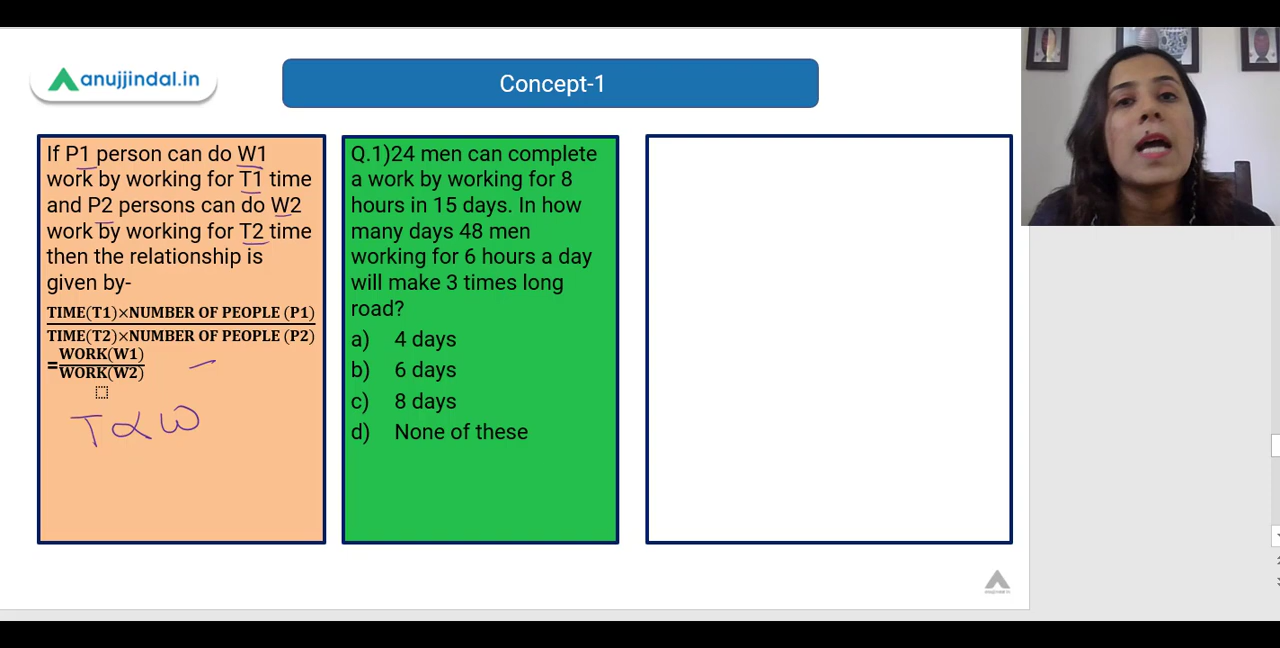 anujjindal.in
Concept-1
If P1 person can do W1
work by working for T1 time
and P2 persons can do W2
work by working for T2 time
then the relationship is
given by-
TIME(T1)×NUMBER OF PEOPLE (P1)
TIME(T2)×NUMBER OF PEOPLE (P2)
=WORK(W1)
WORK(W2)
T α W
Q.1)24 men can complete
a work by working for 8
hours in 15 days. In how
many days 48 men
working for 6 hours a day
will make 3 times long
road?
a) 4 days
b) 6 days
c) 8 days
d) None of these